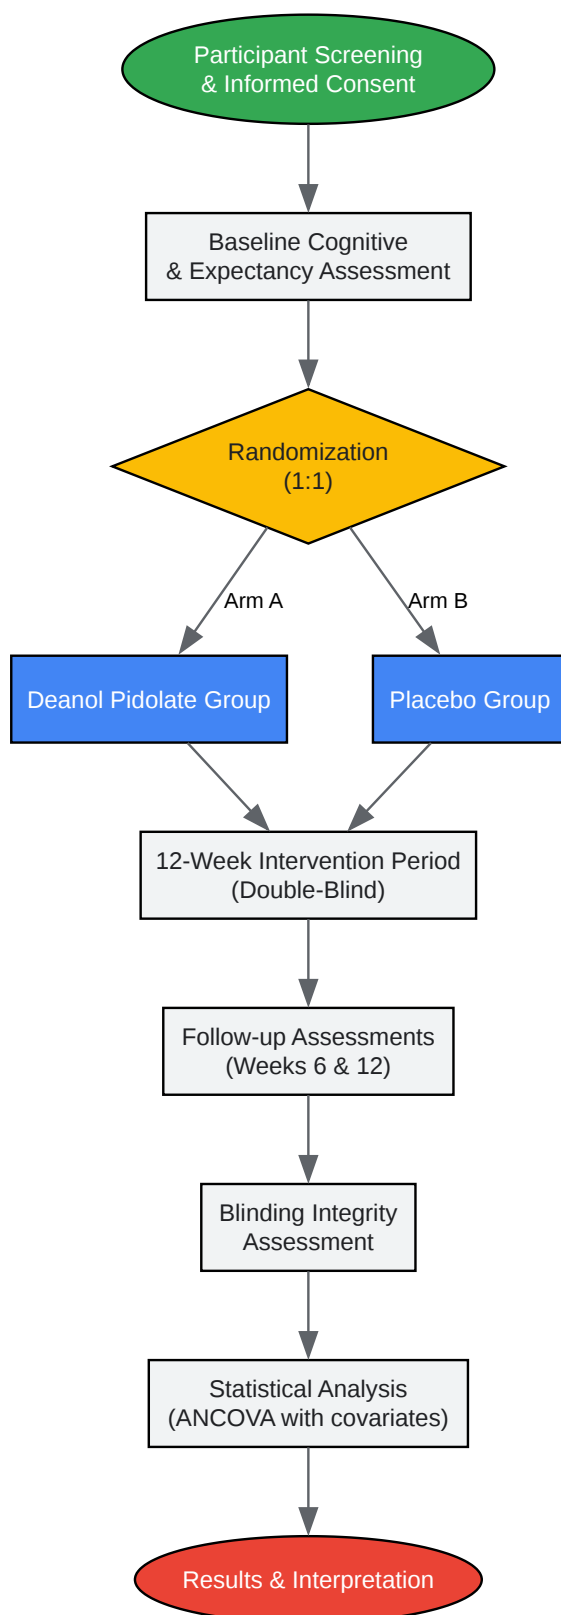 Participant Screening
& Informed Consent
Baseline Cognitive
& Expectancy Assessment
Randomization
(1:1)
Arm A
Arm B
Deanol Pidolate Group
Placebo Group
12-Week Intervention Period
(Double-Blind)
Follow-up Assessments
(Weeks 6 & 12)
Blinding Integrity
Assessment
Statistical Analysis
(ANCOVA with covariates)
Results & Interpretation